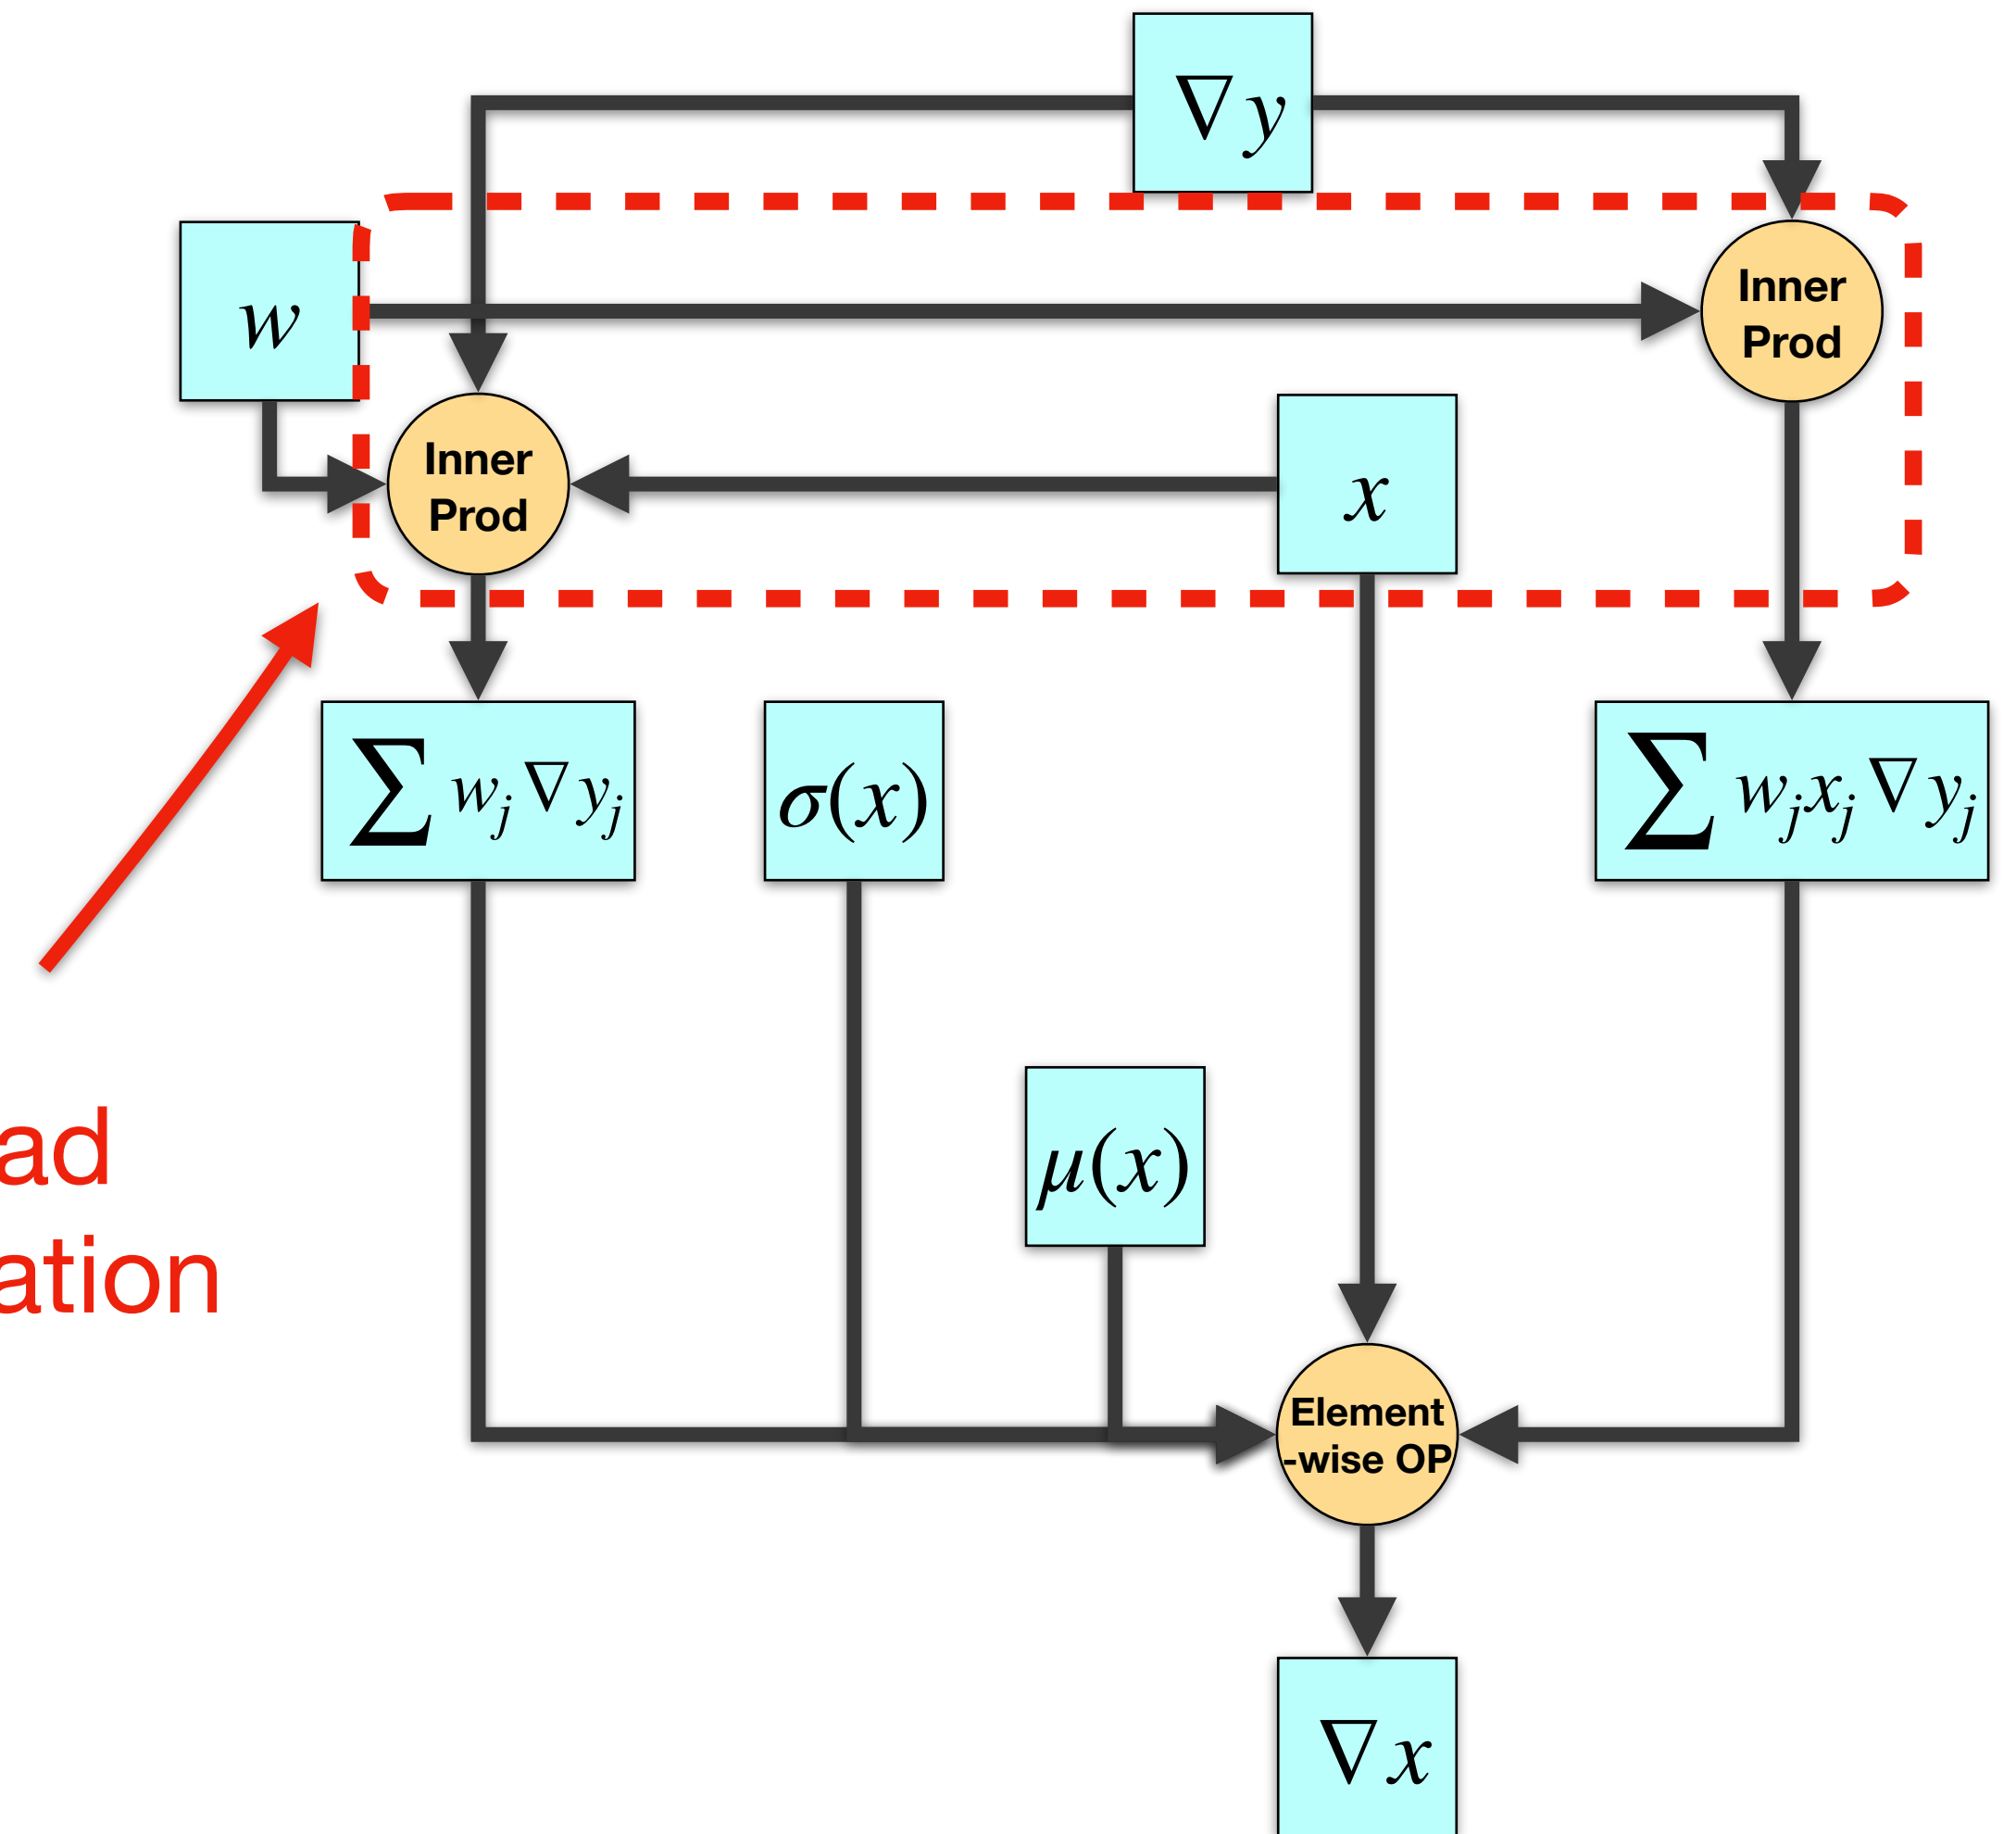 ∇y
w
Inner
Prod
Inner
Prod
x
∑ w_j ∇y_j
σ(x)
∑ w_j x_j ∇y_j
μ(x)
ad
ation
Element
-wise OP
∇x